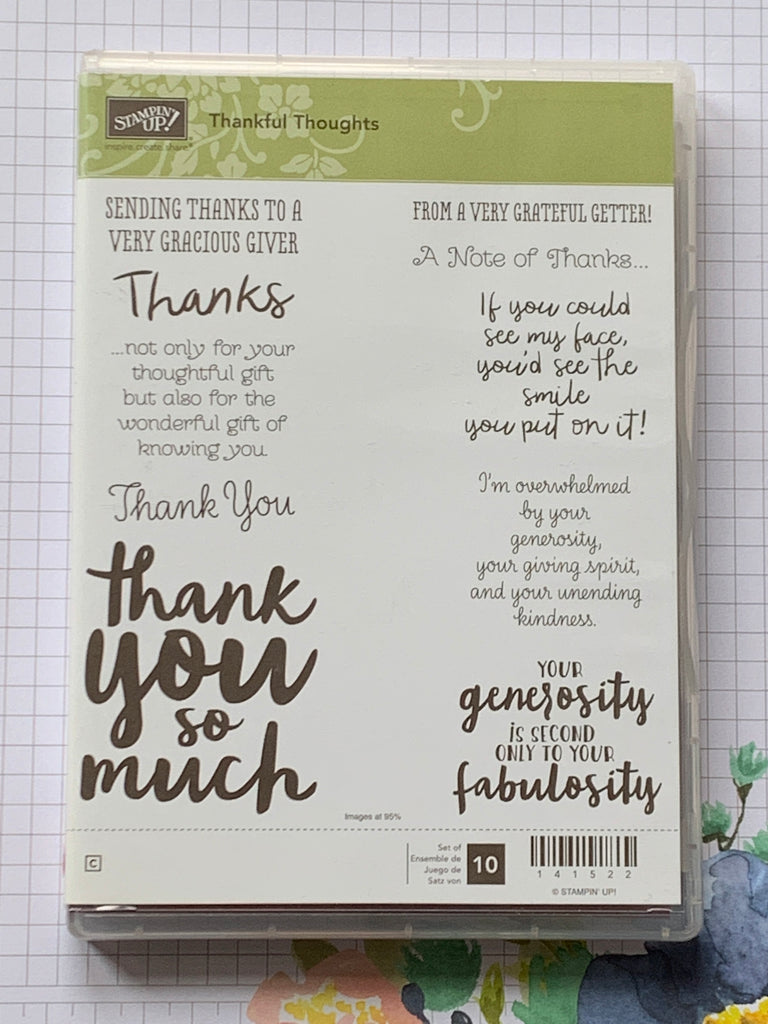 STAMPIN' UP!
inspire. create. share.®
Thankful Thoughts
SENDING THANKS TO A
VERY GRACIOUS GIVER
Thanks
...not only for your
thoughtful gift
but also for the
wonderful gift of
knowing you
Thank You
thank
you
so
much
FROM A VERY GRATEFUL GETTER!
A Note of Thanks...
If you could
see my face,
you'd see the
smile
you put on it!
I'm overwhelmed
by your
generosity,
your giving spirit,
and your unending
kindness.
YOUR
generosity
IS SECOND
ONLY TO YOUR
fabulosity
Images at 95%
C
Set of
Ensemble de
Juego de
Satz von
10
1 4 1 5 2 2
© STAMPIN' UP!